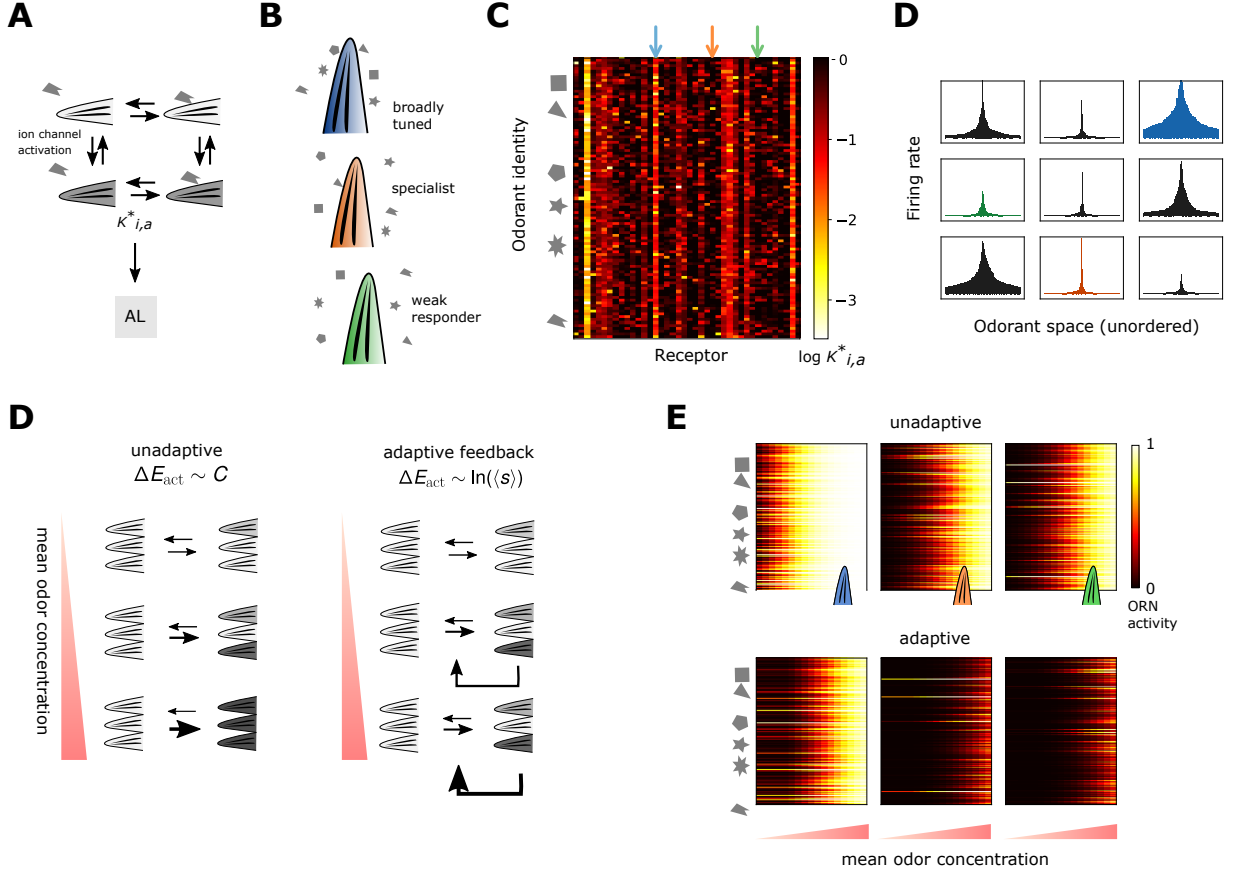 A
ion channel
activation
K*i,a
AL
B
broadly
tuned
specialist
weak
responder
C
Odorant identity
Receptor
0
−1
−2
−3
log K*i,a
D
Firing rate
Odorant space (unordered)
D
unadaptive
ΔEact ∼ C
adaptive feedback
ΔEact ∼ ln(⟨s⟩)
mean odor concentration
E
unadaptive
1
0
ORN
activity
adaptive
mean odor concentration